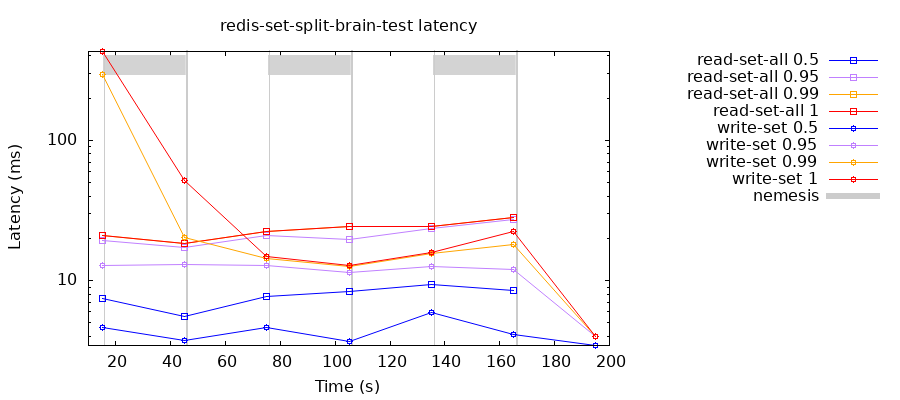 redis-set-split-brain-test latency
Latency (ms)
100
10
20 40 60 80 100 120 140 160 180 200
Time (s)
read-set-all 0.5
read-set-all 0.95
read-set-all 0.99
read-set-all 1
write-set 0.5
write-set 0.95
write-set 0.99
write-set 1
nemesis